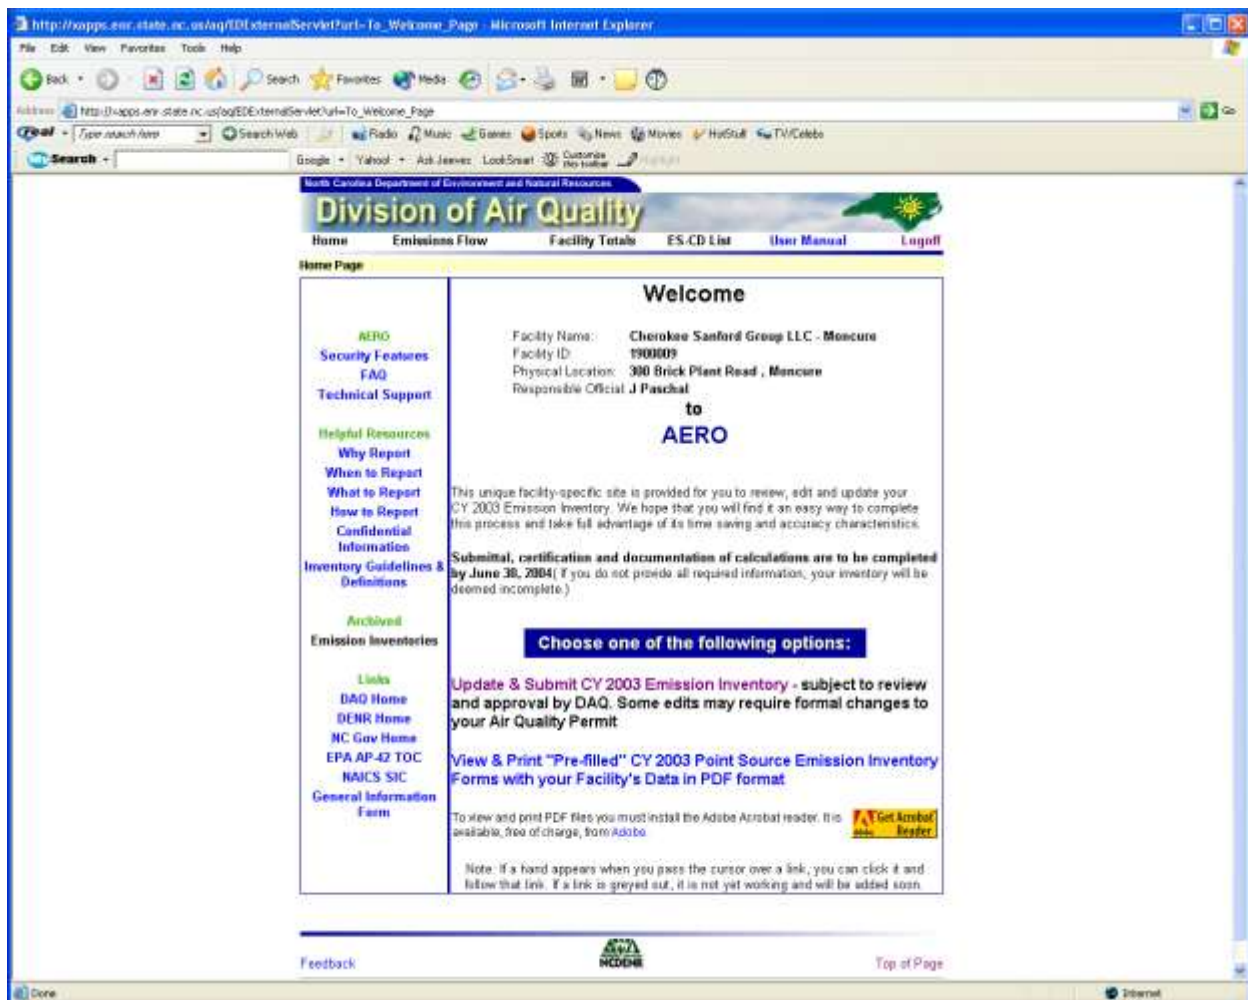 http://xapps.enr.state.nc.us/aq/EDExternalServlet?url=To_Welcome_Page - Microsoft Internet Explorer
File Edit View Favorites Tools Help
Back Search Favorites Media
Address http://xapps.enr.state.nc.us/aq/EDExternalServlet?url=To_Welcome_Page Go
Real Type search here Search Web Radio Music Games Sports News Movies HotStuff TV/Celebs
Search Google Yahoo Ask Jeeves LookSmart Customize this toolbar
North Carolina Department of Environment and Natural Resources
Division of Air Quality
Home Emissions Flow Facility Totals ES-CD List User Manual Logoff
Home Page
AERO
Security Features
FAQ
Technical Support
Helpful Resources
Why Report
When to Report
What to Report
How to Report
Confidential
Information
Inventory Guidelines &
Definitions
Archived
Emission Inventories
Links
DAQ Home
DENR Home
NC Gov Home
EPA AP-42 TOC
NAICS SIC
General Information
Form
Welcome
Facility Name: Cherokee Sanford Group LLC - Moncure
Facility ID: 1900009
Physical Location: 300 Brick Plant Road , Moncure
Responsible Official J Paschal
to
AERO
This unique facility-specific site is provided for you to review, edit and update your
CY 2003 Emission Inventory. We hope that you will find it an easy way to complete
this process and take full advantage of its time saving and accuracy characteristics.
Submittal, certification and documentation of calculations are to be completed
by June 30, 2004( If you do not provide all required information, your inventory will be
deemed incomplete.)
Choose one of the following options:
Update & Submit CY 2003 Emission Inventory - subject to review
and approval by DAQ. Some edits may require formal changes to
your Air Quality Permit
View & Print "Pre-filled" CY 2003 Point Source Emission Inventory
Forms with your Facility's Data in PDF format
To view and print PDF files you must install the Adobe Acrobat reader. It is
available, free of charge, from Adobe.
Get Acrobat
Adobe Reader
Note: If a hand appears when you pass the cursor over a link, you can click it and
follow that link. If a link is greyed out, it is not yet working and will be added soon.
Feedback NCDENR Top of Page
Done Internet